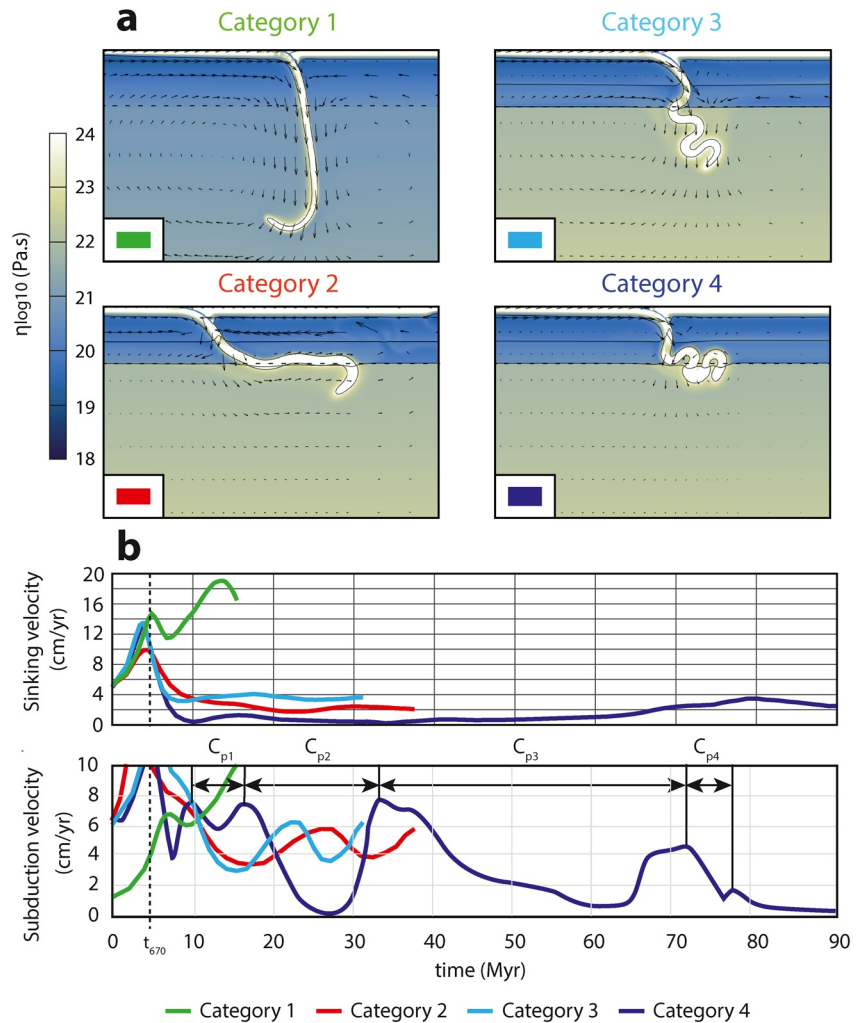 a
Category 1
Category 3
24
23
22
21
20
19
18
ηlog10 (Pa.s)
Category 2
Category 4
b
Sinking velocity
(cm/yr)
20
16
12
8
4
0
Cp1
Cp2
Cp3
Cp4
Subduction velocity
(cm/yr)
10
8
6
4
2
0
0
t670
10
20
30
40
50
60
70
80
90
time (Myr)
Category 1
Category 2
Category 3
Category 4